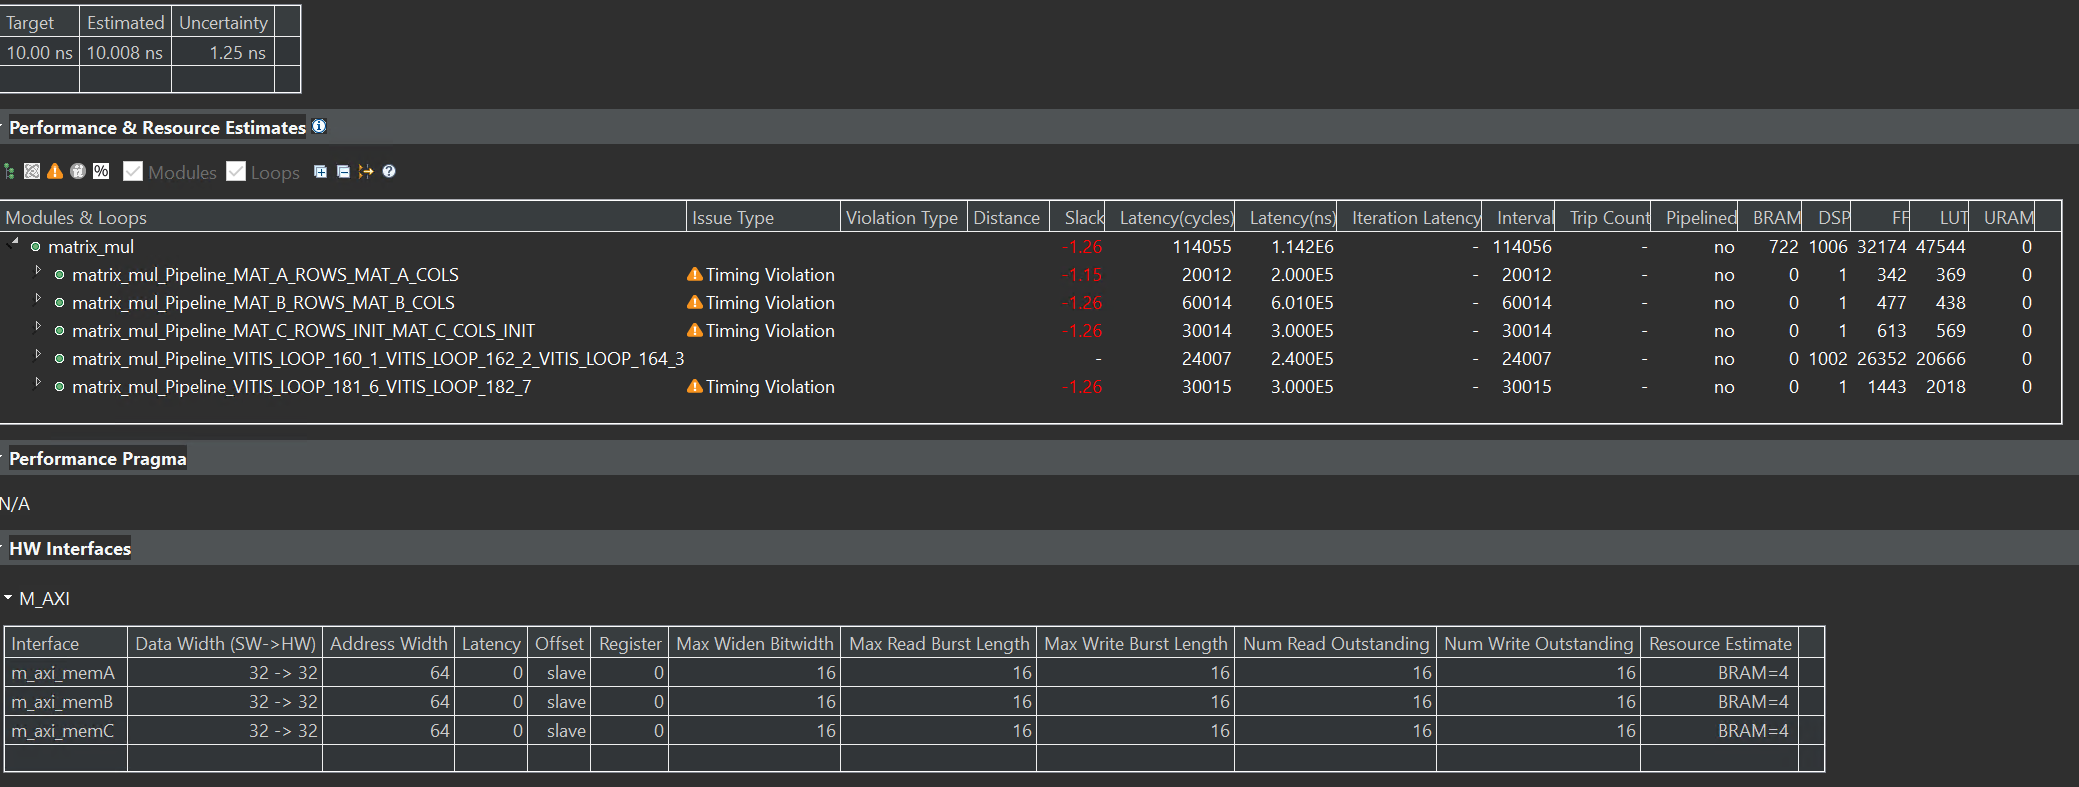 Target Estimated Uncertainty
10.00 ns 10.008 ns 1.25 ns
Performance & Resource Estimates
% Modules Loops
Modules & Loops Issue Type Violation Type Distance Slack Latency(cycles) Latency(ns) Iteration Latency Interval Trip Count Pipelined BRAM DSP FF LUT URAM
matrix_mul -1.26 114055 1.142E6 - 114056 - no 722 1006 32174 47544 0
matrix_mul_Pipeline_MAT_A_ROWS_MAT_A_COLS Timing Violation -1.15 20012 2.000E5 - 20012 - no 0 1 342 369 0
matrix_mul_Pipeline_MAT_B_ROWS_MAT_B_COLS Timing Violation -1.26 60014 6.010E5 - 60014 - no 0 1 477 438 0
matrix_mul_Pipeline_MAT_C_ROWS_INIT_MAT_C_COLS_INIT Timing Violation -1.26 30014 3.000E5 - 30014 - no 0 1 613 569 0
matrix_mul_Pipeline_VITIS_LOOP_160_1_VITIS_LOOP_162_2_VITIS_LOOP_164_3 - 24007 2.400E5 - 24007 - no 0 1002 26352 20666 0
matrix_mul_Pipeline_VITIS_LOOP_181_6_VITIS_LOOP_182_7 Timing Violation -1.26 30015 3.000E5 - 30015 - no 0 1 1443 2018 0
Performance Pragma
N/A
HW Interfaces
M_AXI
Interface Data Width (SW->HW) Address Width Latency Offset Register Max Widen Bitwidth Max Read Burst Length Max Write Burst Length Num Read Outstanding Num Write Outstanding Resource Estimate
m_axi_memA 32 -> 32 64 0 slave 0 16 16 16 16 16 BRAM=4
m_axi_memB 32 -> 32 64 0 slave 0 16 16 16 16 16 BRAM=4
m_axi_memC 32 -> 32 64 0 slave 0 16 16 16 16 16 BRAM=4